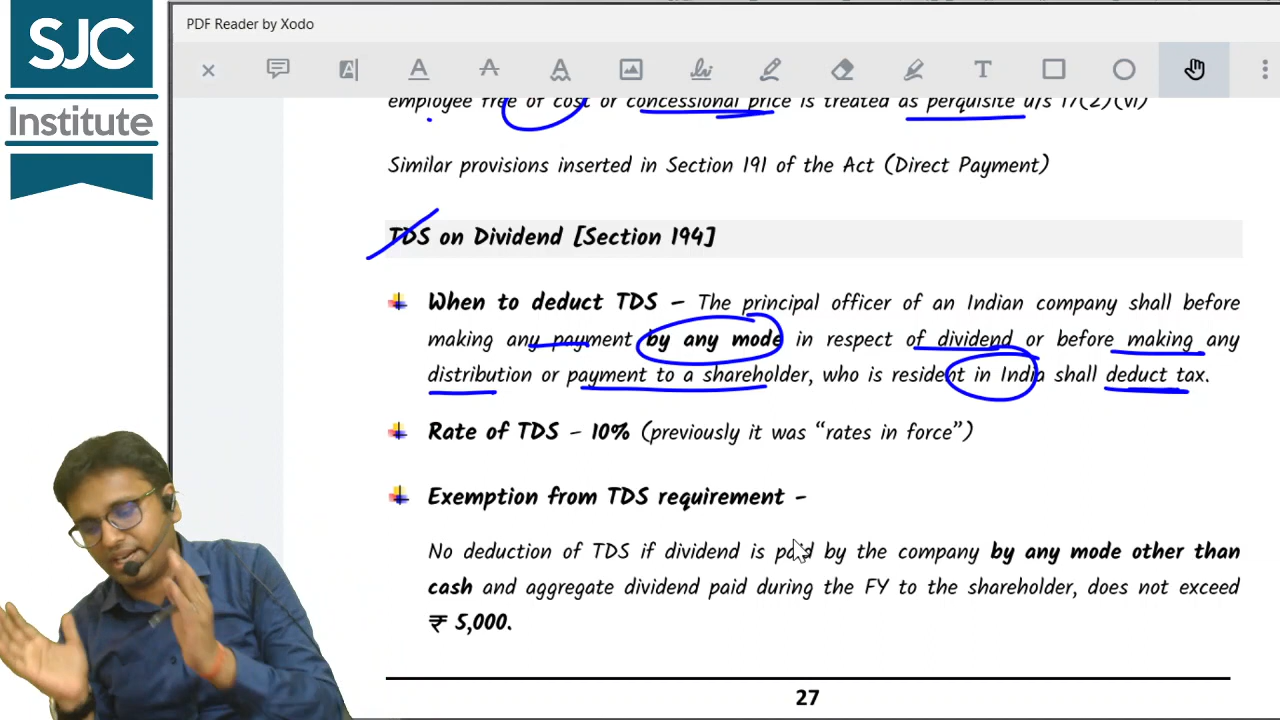 SJC
Institute
PDF Reader by Xodo
employee free of cost or concessional price is treated as perquisite u/s 17(2)(vi)
Similar provisions inserted in Section 191 of the Act (Direct Payment)
TDS on Dividend [Section 194]
When to deduct TDS – The principal officer of an Indian company shall before
making any payment by any mode in respect of dividend or before making any
distribution or payment to a shareholder, who is resident in India shall deduct tax.
Rate of TDS – 10% (previously it was “rates in force”)
Exemption from TDS requirement –
No deduction of TDS if dividend is paid by the company by any mode other than
cash and aggregate dividend paid during the FY to the shareholder, does not exceed
₹ 5,000.
27